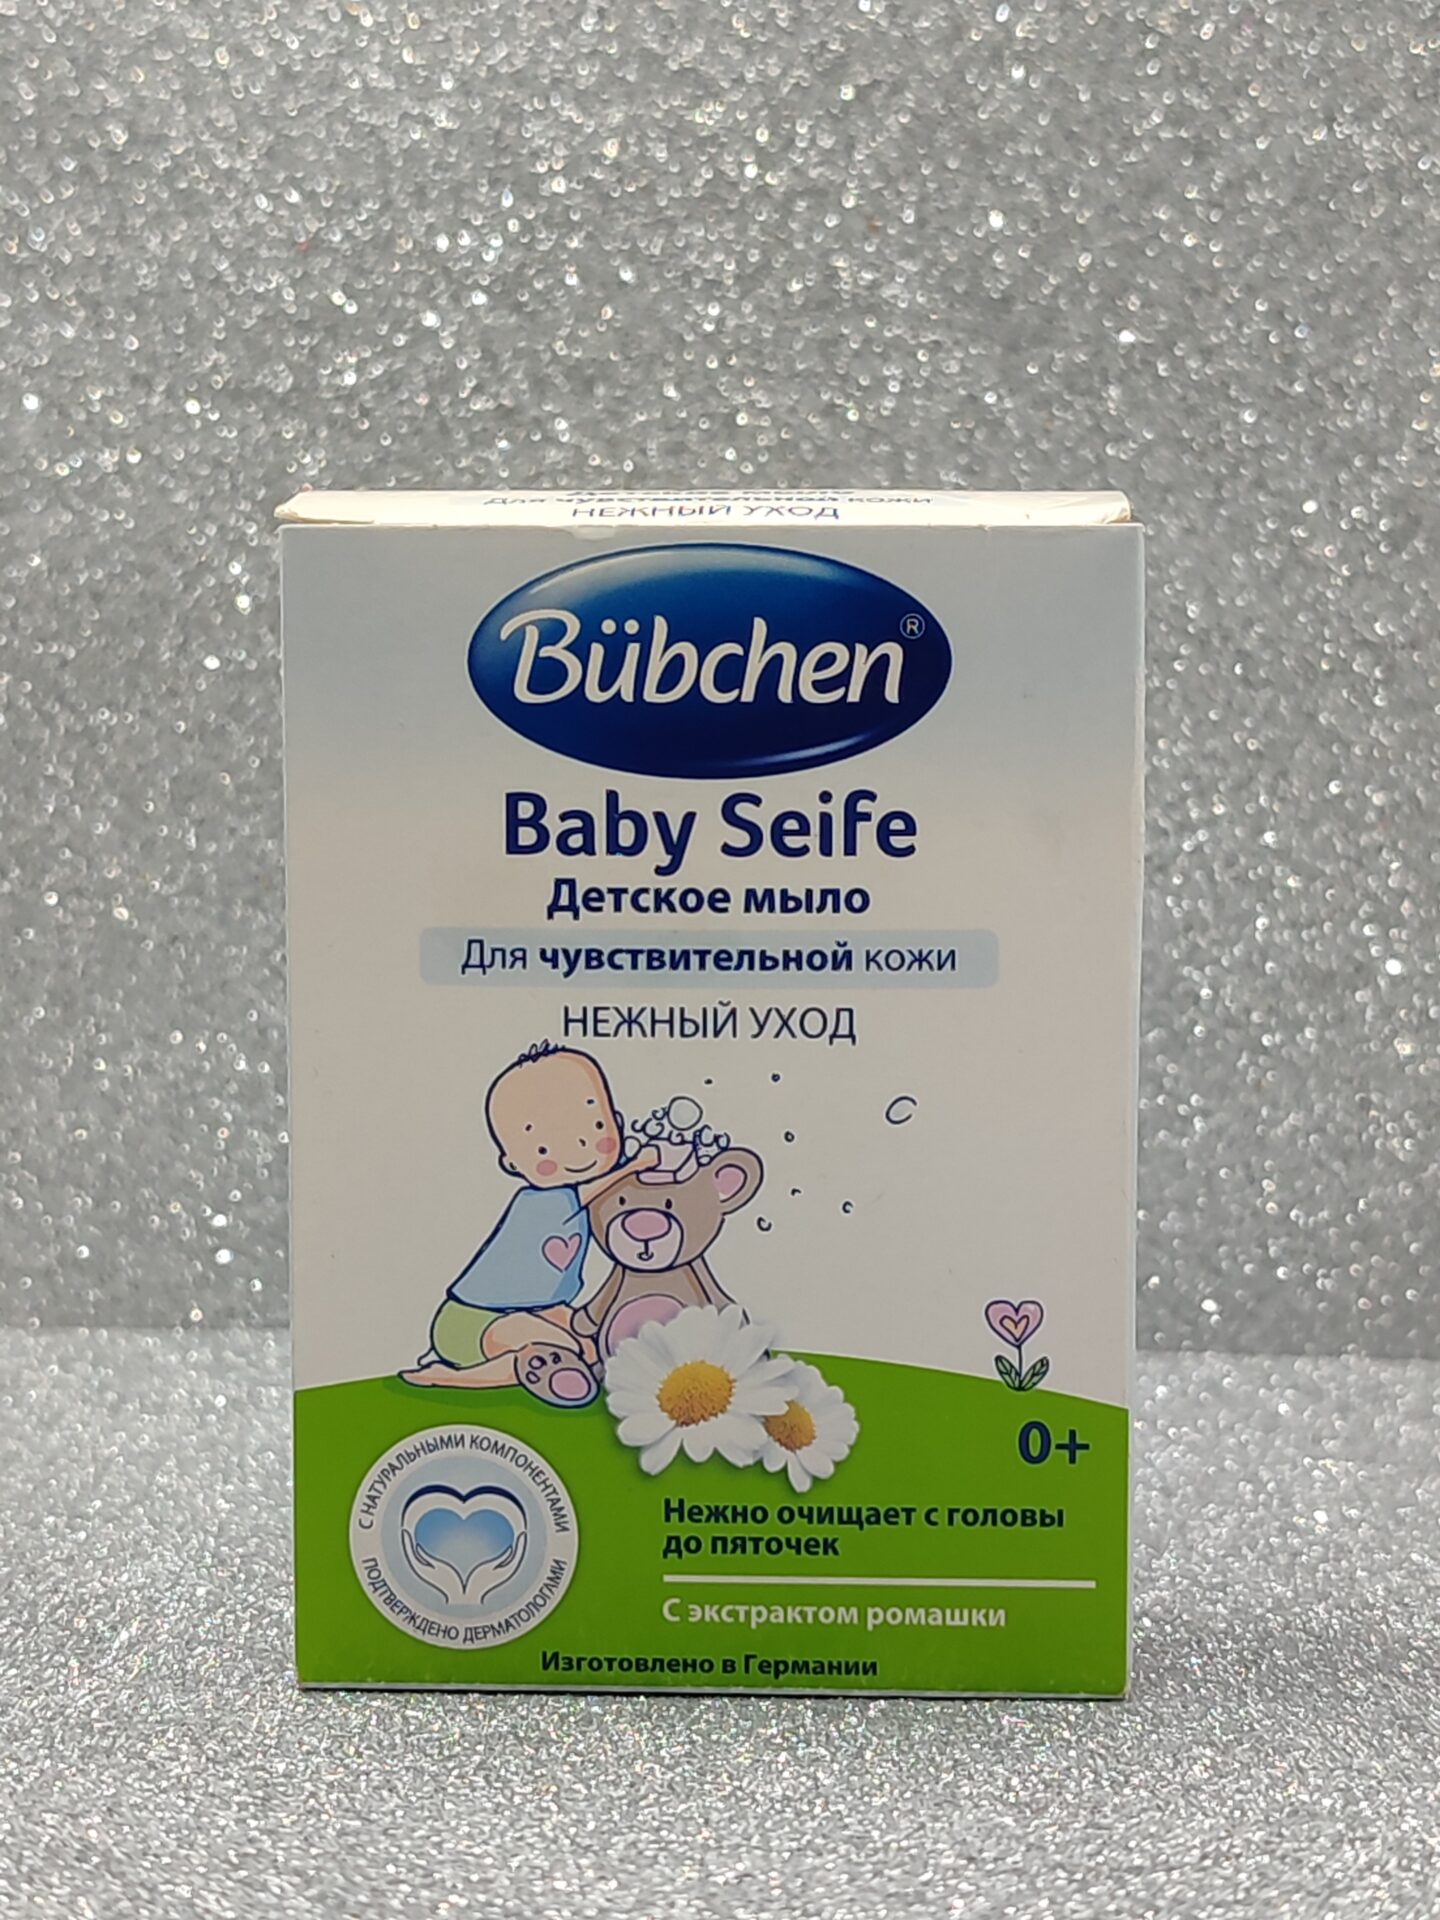 Для чувствительной кожи
НЕЖНЫЙ УХОД
Bübchen®
Baby Seife
Детское мыло
Для чувствительной кожи
НЕЖНЫЙ УХОД
0+
С НАТУРАЛЬНЫМИ КОМПОНЕНТАМИ
ПОДТВЕРЖДЕНО ДЕРМАТОЛОГАМИ
Нежно очищает с головы
до пяточек
С экстрактом ромашки
Изготовлено в Германии